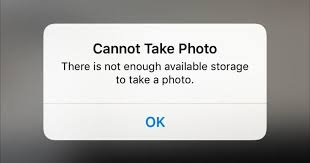 Cannot Take Photo
There is not enough available storage
to take a photo.
OK